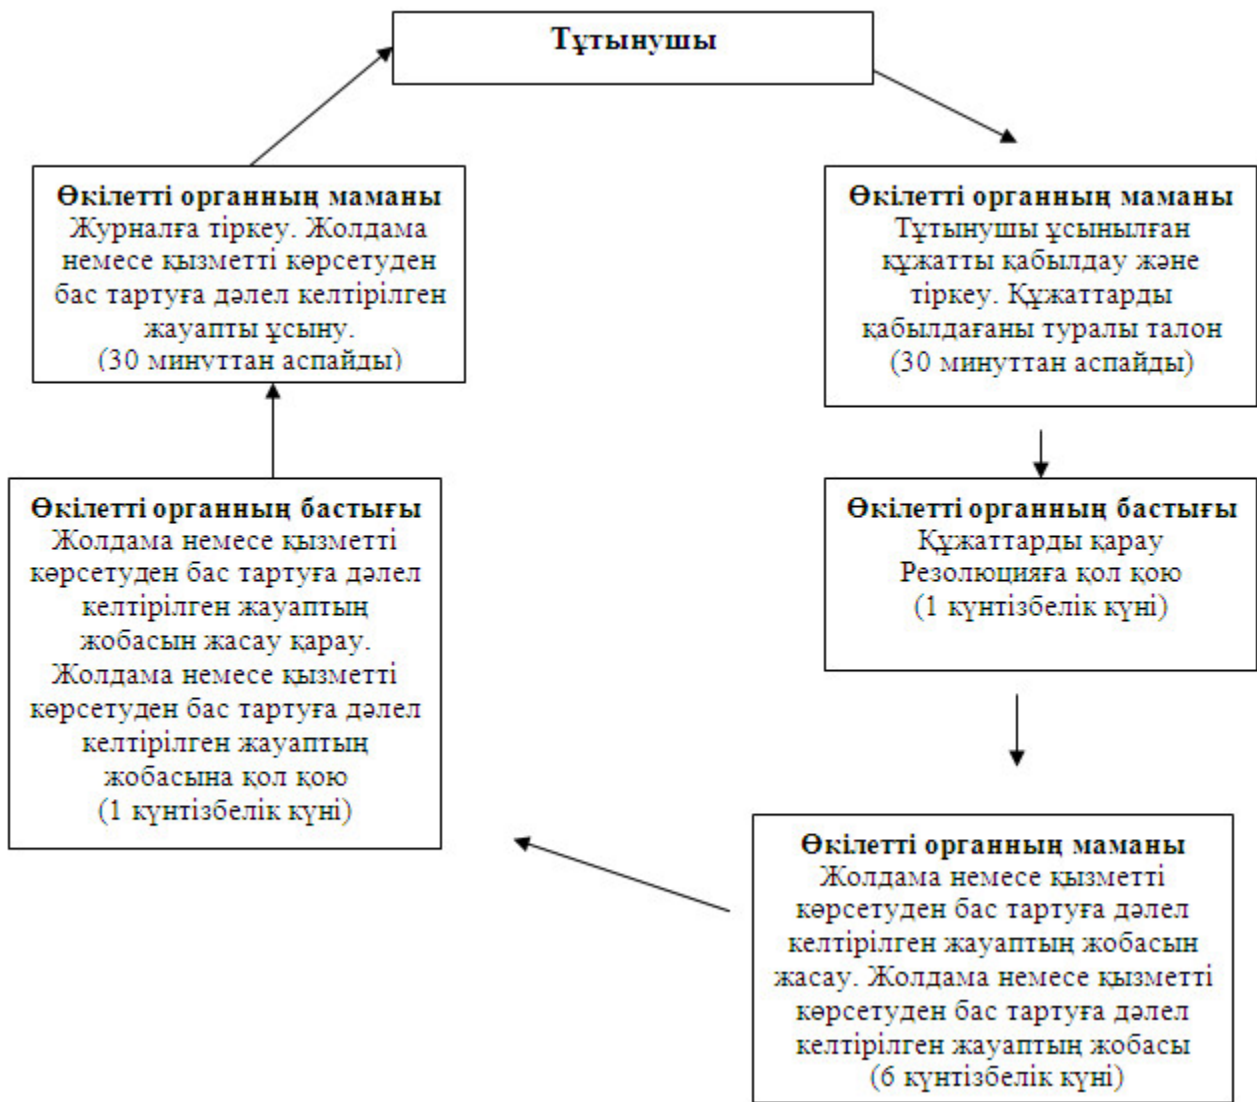 Тұтынушы
Өкілетті органның маманы
Тұтынушы ұсынылған
құжатты қабылдау және
тіркеу. Құжаттарды
қабылдағаны туралы талон
(30 минуттан аспайды)
Өкілетті органның бастығы
Құжаттарды қарау
Резолюцияға қол қою
(1 күнтізбелік күні)
Өкілетті органның маманы
Жолдама немесе қызметті
көрсетуден бас тартуға дәлел
келтірілген жауаптың жобасын
жасау. Жолдама немесе қызметті
көрсетуден бас тартуға дәлел
келтірілген жауаптың жобасы
(6 күнтізбелік күні)
Өкілетті органның бастығы
Жолдама немесе қызметті
көрсетуден бас тартуға дәлел
келтірілген жауаптың
жобасын жасау қарау.
Жолдама немесе қызметті
көрсетуден бас тартуға дәлел
келтірілген жауаптың
жобасына қол қою
(1 күнтізбелік күні)
Өкілетті органның маманы
Журналға тіркеу. Жолдама
немесе қызметті көрсетуден
бас тартуға дәлел келтірілген
жауапты ұсыну.
(30 минуттан аспайды)